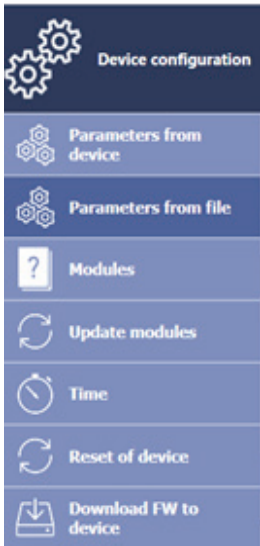 Device configuration
Parameters from
device
Parameters from file
?
Modules
Update modules
Time
Reset of device
Download FW to
device